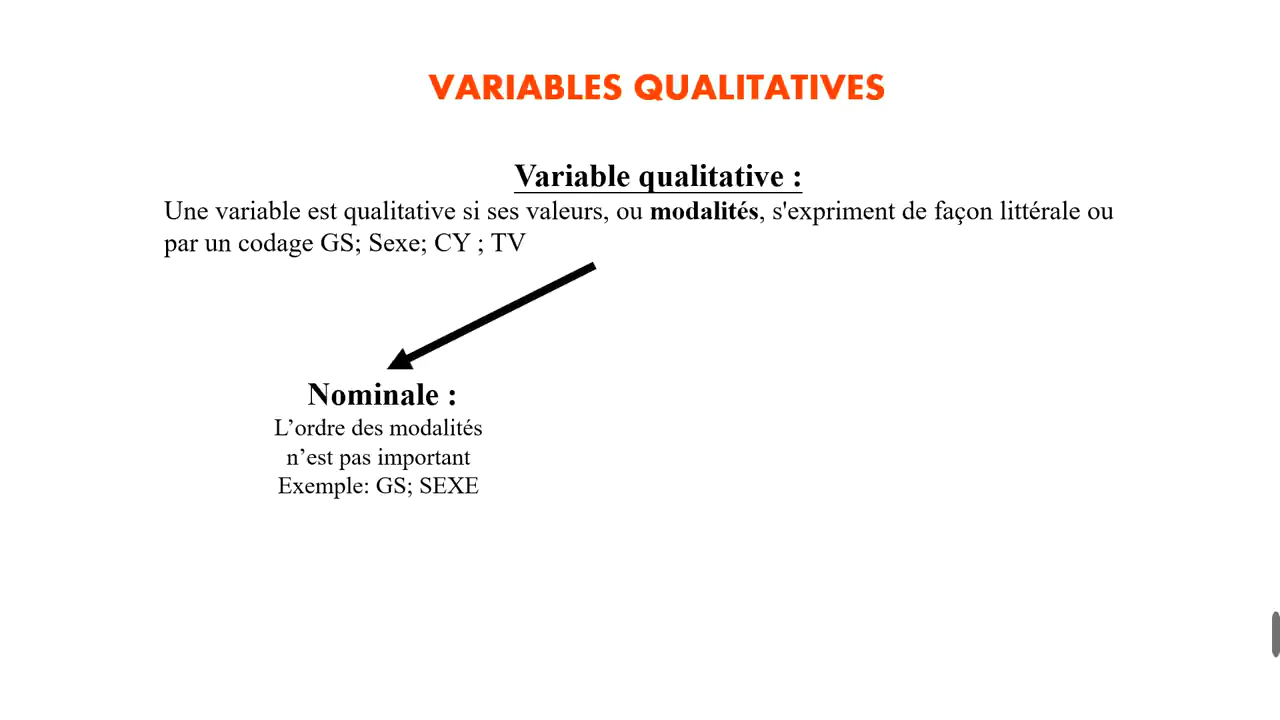 VARIABLES QUALITATIVES
Variable qualitative :
Une variable est qualitative si ses valeurs, ou modalités, s'expriment de façon littérale ou
par un codage GS; Sexe; CY ; TV
Nominale :
L’ordre des modalités
n’est pas important
Exemple: GS; SEXE